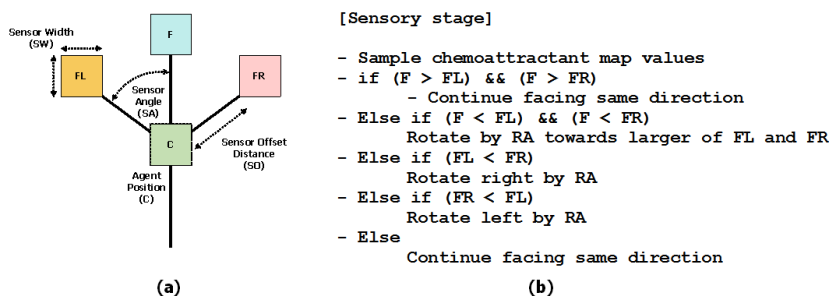 Sensor Width
(SW)
F
FL
FR
Sensor
Angle
(SA)
C
Sensor Offset
Distance
(SO)
Agent
Position
(C)
(a)
[Sensory stage]
- Sample chemoattractant map values
- if (F > FL) && (F > FR)
- Continue facing same direction
- Else if (F < FL) && (F < FR)
Rotate by RA towards larger of FL and FR
- Else if (FL < FR)
Rotate right by RA
- Else if (FR < FL)
Rotate left by RA
- Else
Continue facing same direction
(b)